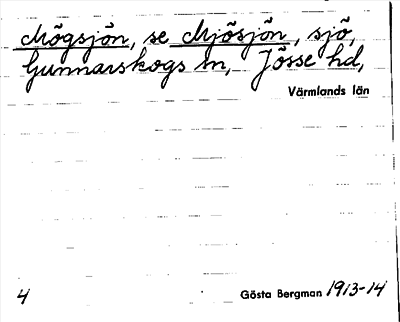 Mögsjön, se Mjösjön, sjö,
Gunnarskogs sn, Jösse hd,
Värmlands län
4 Gösta Bergman 1913-14